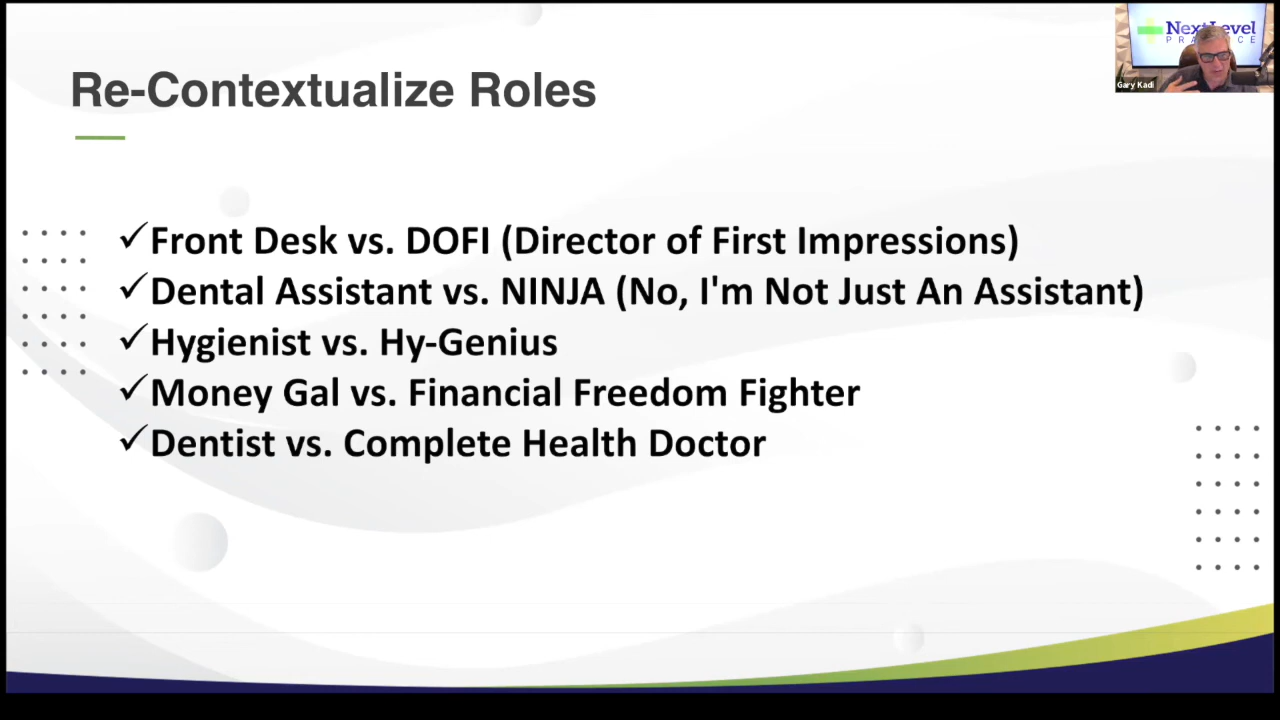 Re-Contextualize Roles
NextLevel
PRACTICE
Gary Kadi
✓Front Desk vs. DOFI (Director of First Impressions)
✓Dental Assistant vs. NINJA (No, I'm Not Just An Assistant)
✓Hygienist vs. Hy-Genius
✓Money Gal vs. Financial Freedom Fighter
✓Dentist vs. Complete Health Doctor